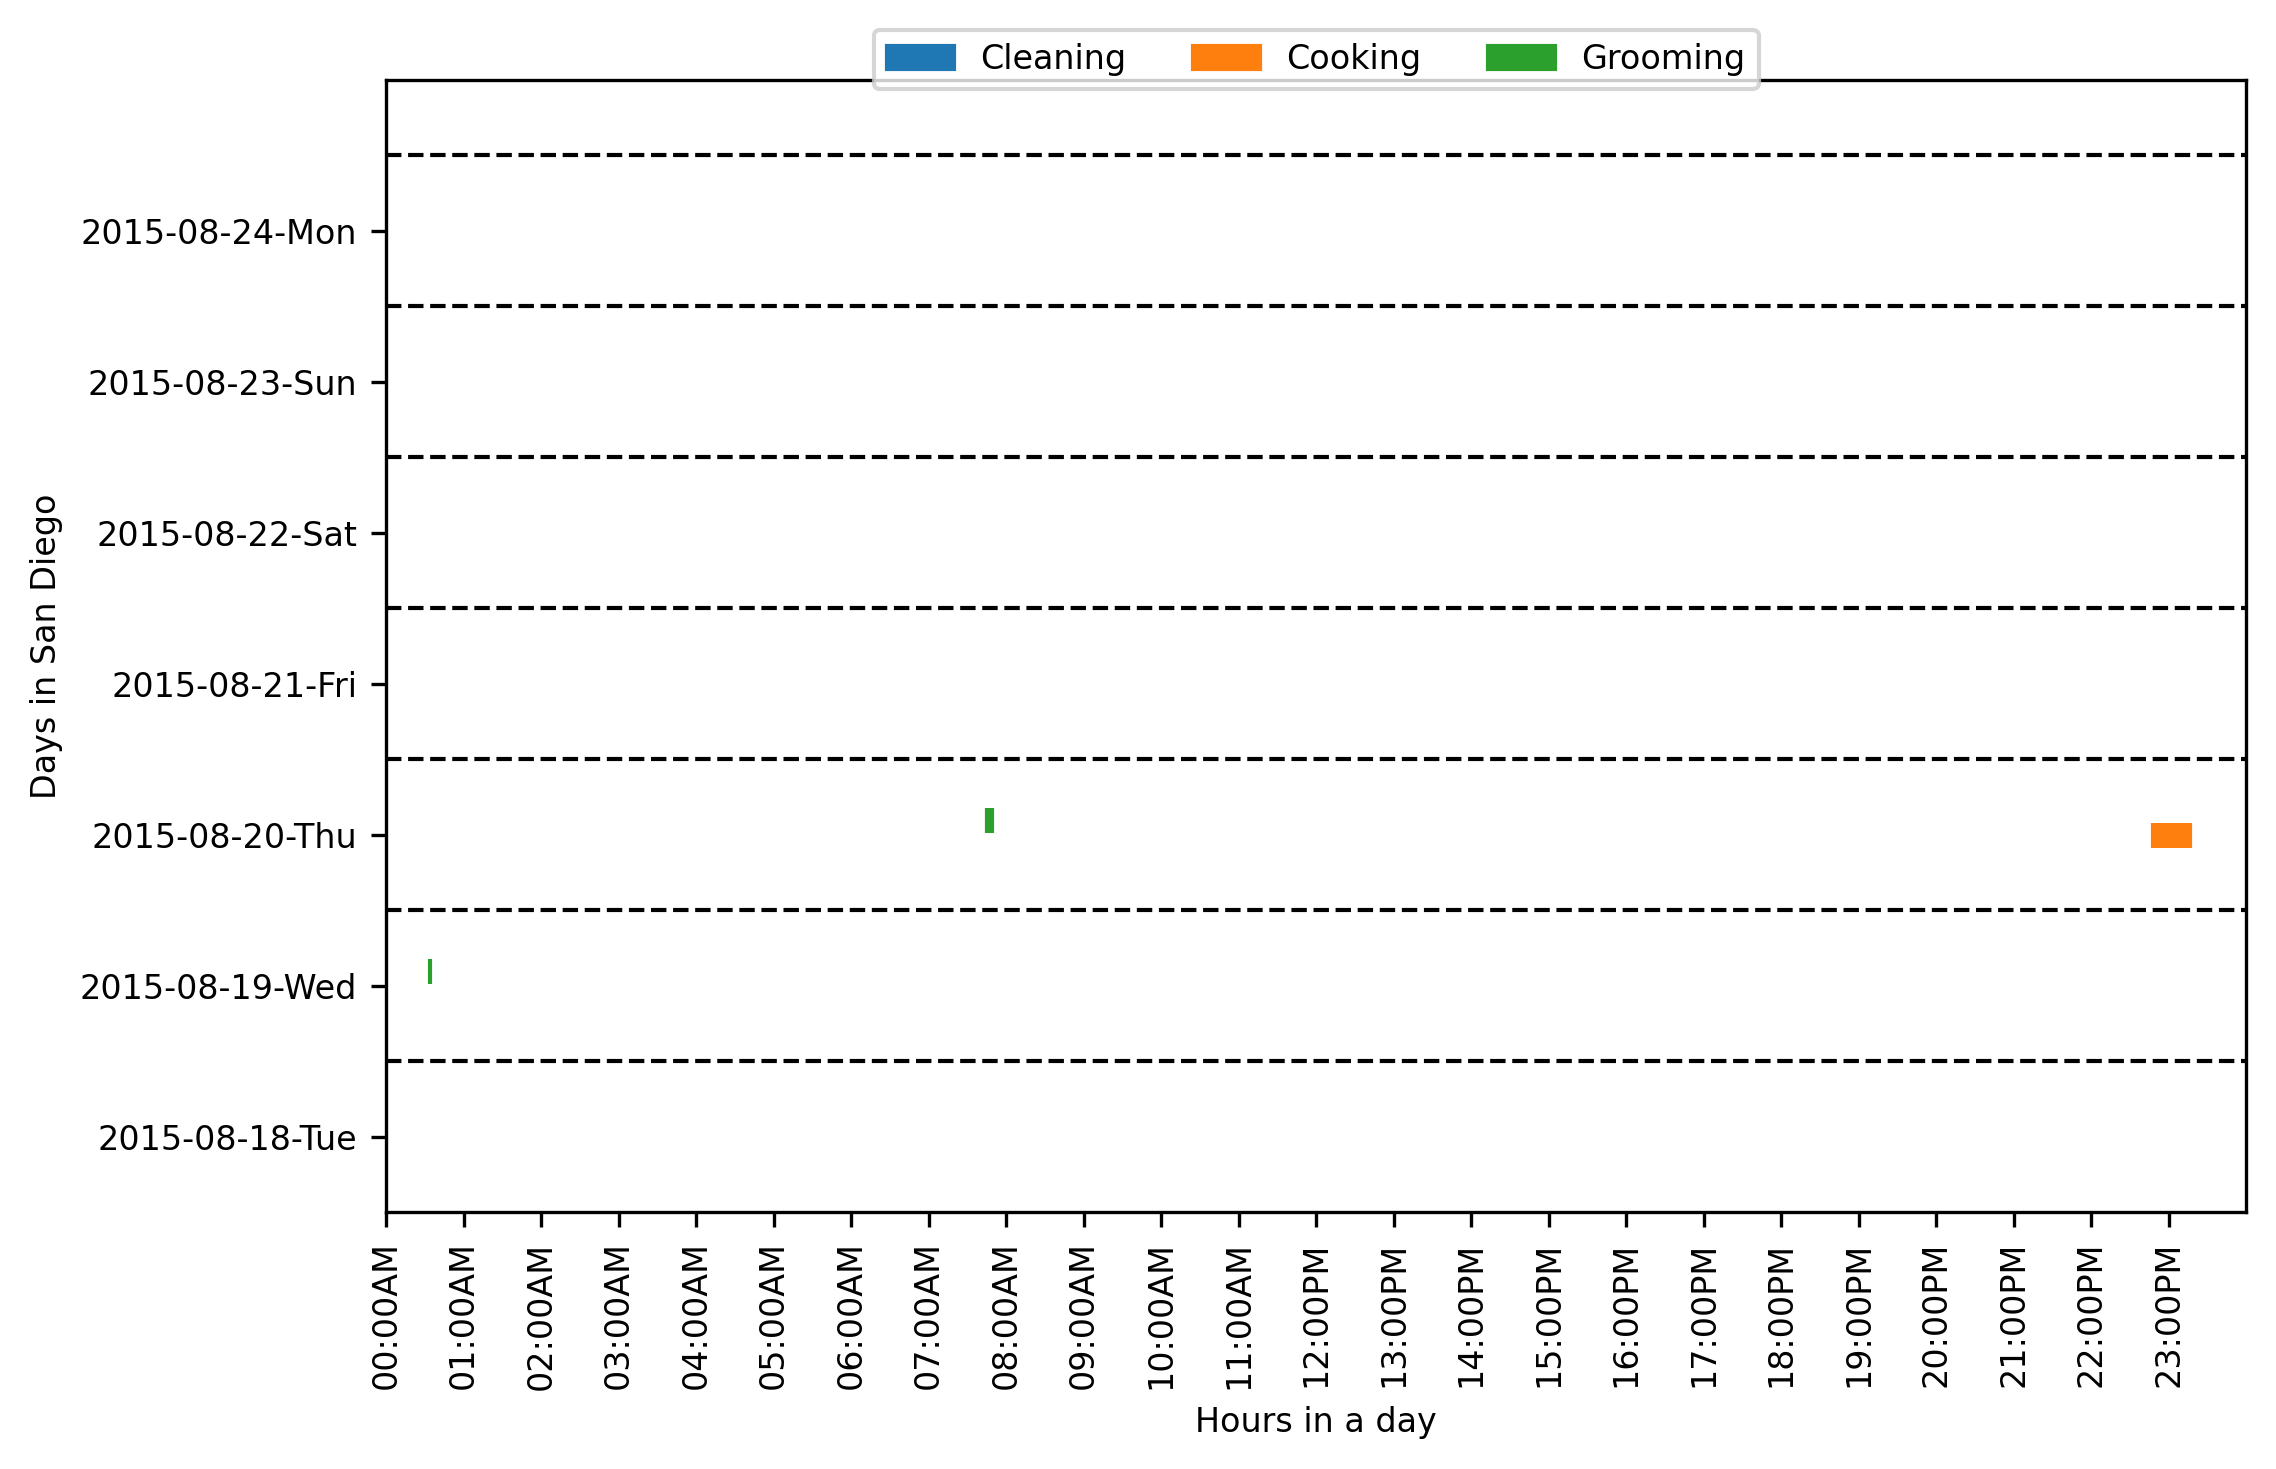 Cleaning Cooking Grooming
2015-08-24-Mon
2015-08-23-Sun
2015-08-22-Sat
2015-08-21-Fri
2015-08-20-Thu
2015-08-19-Wed
2015-08-18-Tue
Days in San Diego
00:00AM
01:00AM
02:00AM
03:00AM
04:00AM
05:00AM
06:00AM
07:00AM
08:00AM
09:00AM
10:00AM
11:00AM
12:00PM
13:00PM
14:00PM
15:00PM
16:00PM
17:00PM
18:00PM
19:00PM
20:00PM
21:00PM
22:00PM
23:00PM
Hours in a day